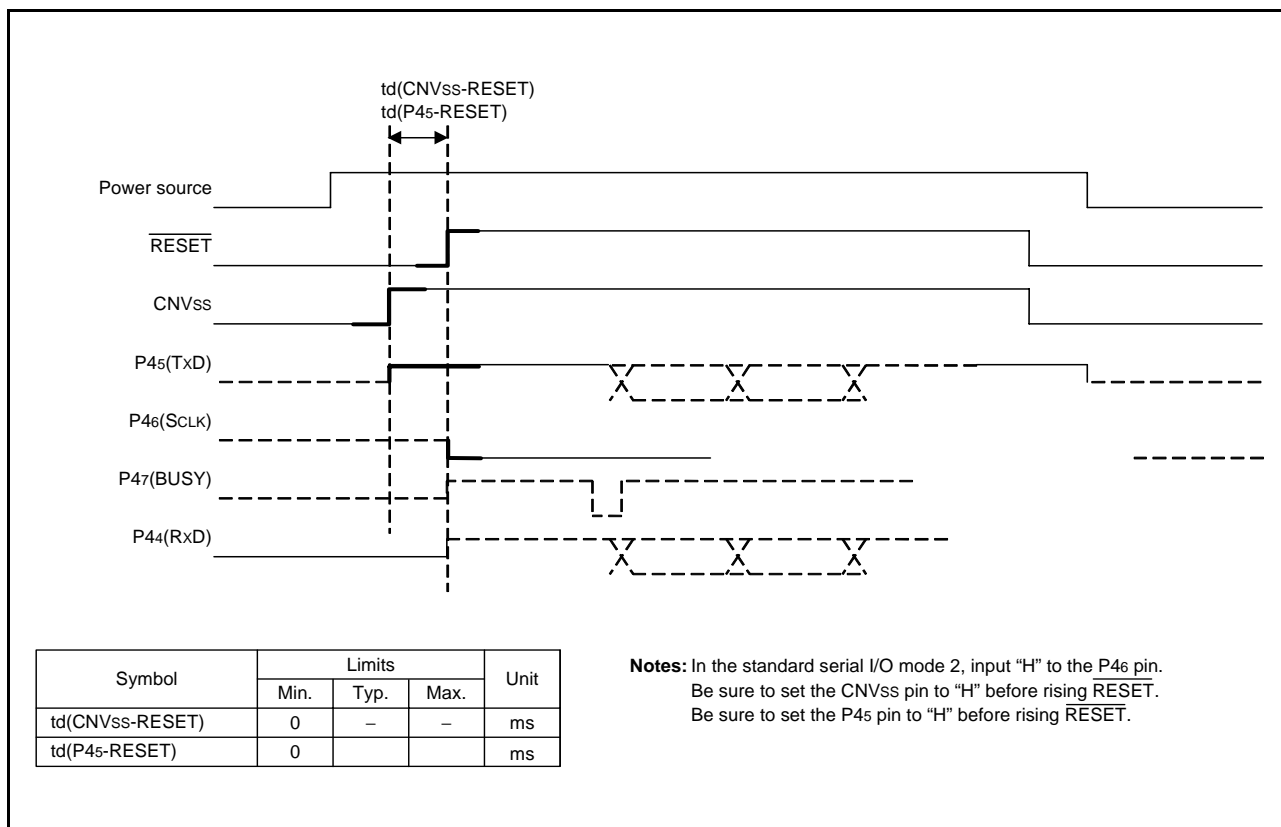 td(CNVss-RESET)
td(P45-RESET)
Power source
RESET
CNVss
P45(TxD)
P46(SCLK)
P47(BUSY)
P44(RxD)
Symbol Limits Unit
Min. Typ. Max.
td(CNVss-RESET) 0 – – ms
td(P45-RESET) 0 ms
Notes: In the standard serial I/O mode 2, input “H” to the P46 pin.
Be sure to set the CNVss pin to “H” before rising RESET.
Be sure to set the P45 pin to “H” before rising RESET.